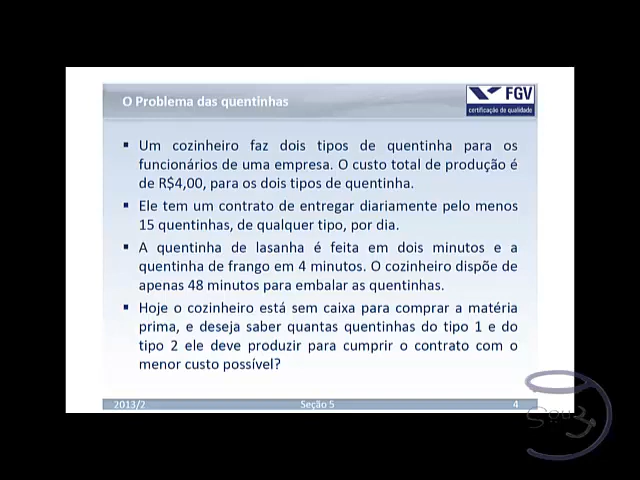 O Problema das quentinhas
FGV
certificação de qualidade
▪ Um cozinheiro faz dois tipos de quentinha para os
funcionários de uma empresa. O custo total de produção é
de R$4,00, para os dois tipos de quentinha.
▪ Ele tem um contrato de entregar diariamente pelo menos
15 quentinhas, de qualquer tipo, por dia.
▪ A quentinha de lasanha é feita em dois minutos e a
quentinha de frango em 4 minutos. O cozinheiro dispõe de
apenas 48 minutos para embalar as quentinhas.
▪ Hoje o cozinheiro está sem caixa para comprar a matéria
prima, e deseja saber quantas quentinhas do tipo 1 e do
tipo 2 ele deve produzir para cumprir o contrato com o
menor custo possível?
2013/2 Seção 5 4